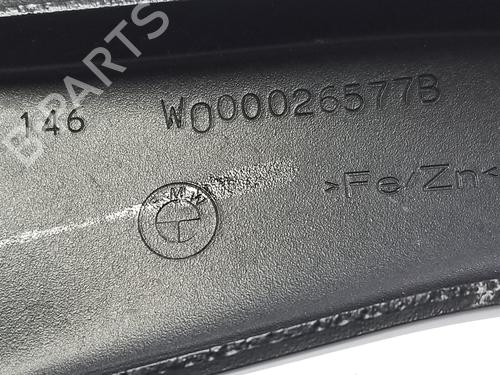 B-PARTS
146 W000026577B
>Fe/Zn<
BMW